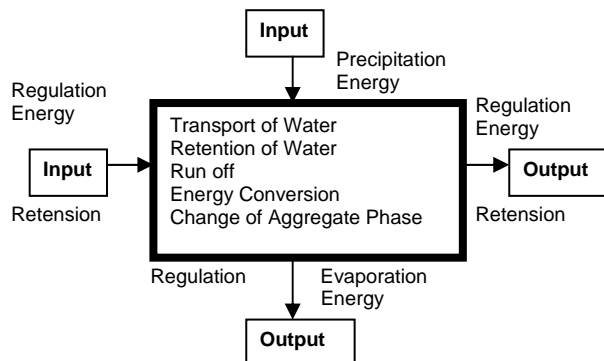 Input
Precipitation
Energy
Regulation
Energy
Regulation
Energy
Transport of Water
Retention of Water
Run off
Energy Conversion
Change of Aggregate Phase
Input
Output
Retension
Retension
Regulation
Evaporation
Energy
Output